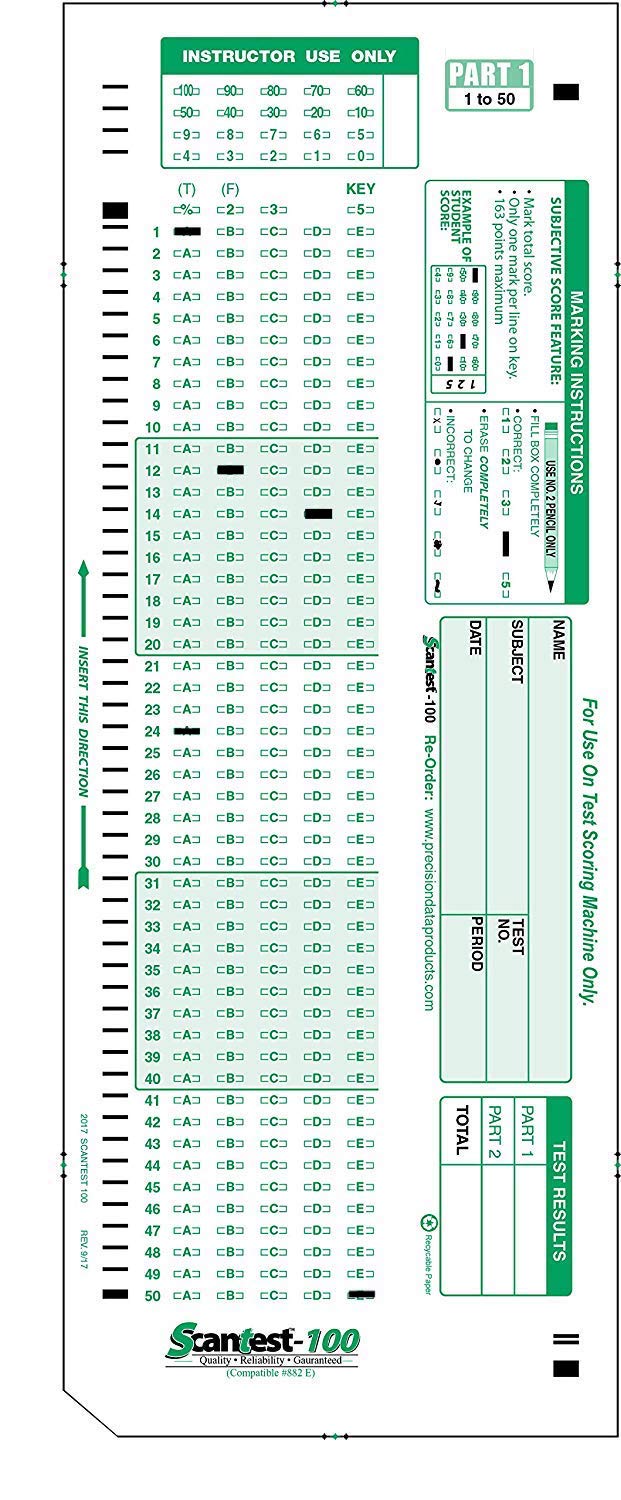 INSTRUCTOR USE ONLY
100 90 80 70 60
50 40 30 20 10
9 8 7 6 5
4 3 2 1 0
PART 1
1 to 50
(T) (F) KEY
% 2 3 5
1 B C D E
2 A B C D E
3 A B C D E
4 A B C D E
5 A B C D E
6 A B C D E
7 A B C D E
8 A B C D E
9 A B C D E
10 A B C D E
11 A B C D E
12 A C D E
13 A B C D E
14 A B C E
15 A B C D E
16 A B C D E
17 A B C D E
18 A B C D E
19 A B C D E
20 A B C D E
21 A B C D E
22 A B C D E
23 A B C D E
24 B C D E
25 A B C D E
26 A B C D E
27 A B C D E
28 A B C D E
29 A B C D E
30 A B C D E
31 A B C D E
32 A B C D E
33 A B C D E
34 A B C D E
35 A B C D E
36 A B C D E
37 A B C D E
38 A B C D E
39 A B C D E
40 A B C D E
41 A B C D E
42 A B C D E
43 A B C D E
44 A B C D E
45 A B C D E
46 A B C D E
47 A B C D E
48 A B C D E
49 A B C D E
50 A B C D
MARKING INSTRUCTIONS
SUBJECTIVE SCORE FEATURE:
• Mark total score.
• Only one mark per line on key.
• 163 points maximum
EXAMPLE OF
STUDENT
SCORE:
90 80 70 60
50 40 30 10
9 8 7 6
4 3 2 1 0
1 2 5
USE NO. 2 PENCIL ONLY
• FILL BOX COMPLETELY
• CORRECT:
1 2 3 5
• ERASE COMPLETELY
TO CHANGE
• INCORRECT:
For Use On Test Scoring Machine Only.
NAME
SUBJECT
TEST
NO.
DATE
PERIOD
Scantest-100 Re-Order: www.precisiondataproducts.com
TEST RESULTS
PART 1
PART 2
TOTAL
Recyclable Paper
INSERT THIS DIRECTION
2017 SCANTEST 100 REV. 9/17
Scantest™-100
Quality • Reliability • Gauranteed
(Compatible #882 E)